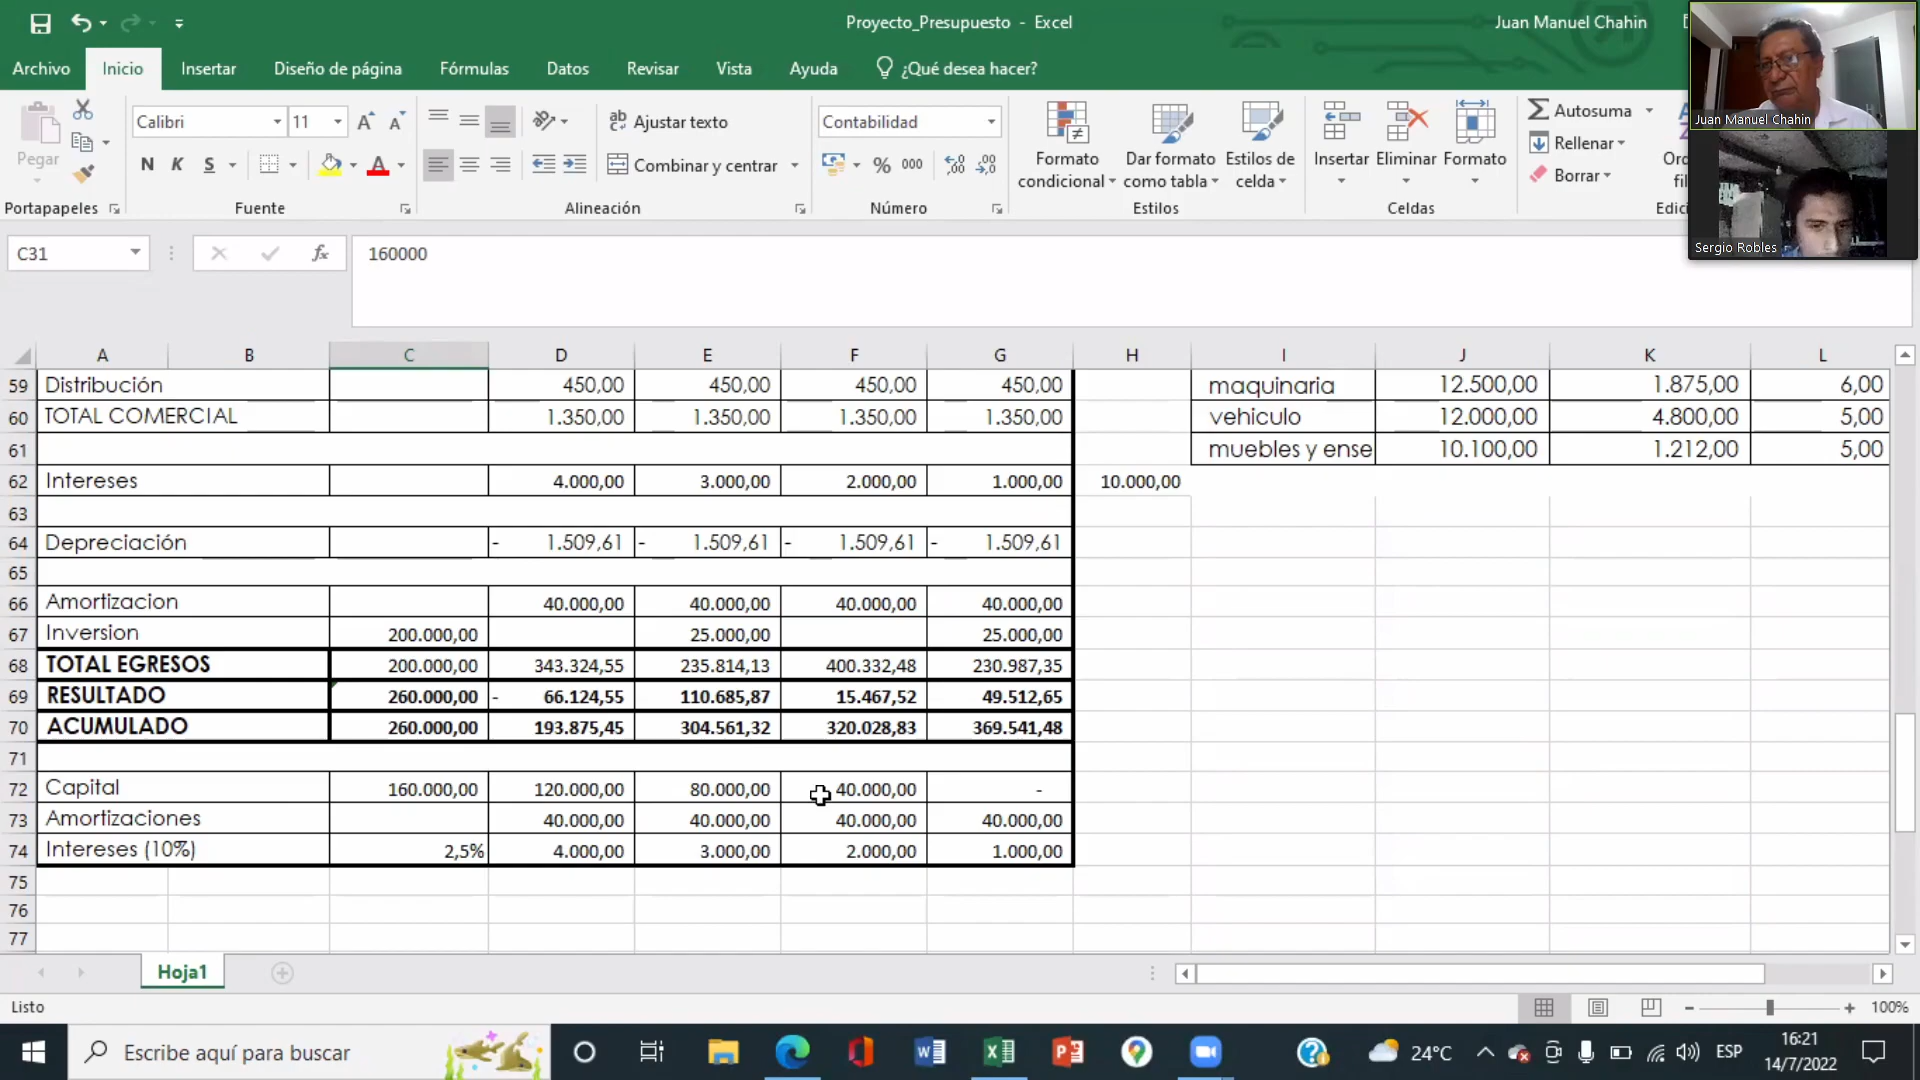 Proyecto_Presupuesto - Excel
Juan Manuel Chahin
Archivo Inicio Insertar Diseño de página Fórmulas Datos Revisar Vista Ayuda ¿Qué desea hacer?
Pegar
Calibri 11
N K S
Ajustar texto
Combinar y centrar
Contabilidad
% 000
Formato condicional
Dar formato como tabla
Estilos de celda
Insertar
Eliminar
Formato
Autosuma
Rellenar
Borrar
Portapapeles Fuente Alineación Número Estilos Celdas
Juan Manuel Chahin
Sergio Robles
C31 fx 160000
A B C D E F G H I J K L
59 Distribución 450,00 450,00 450,00 450,00 maquinaria 12.500,00 1.875,00 6,00
60 TOTAL COMERCIAL 1.350,00 1.350,00 1.350,00 1.350,00 vehiculo 12.000,00 4.800,00 5,00
61 muebles y ense 10.100,00 1.212,00 5,00
62 Intereses 4.000,00 3.000,00 2.000,00 1.000,00 10.000,00
63
64 Depreciación - 1.509,61 - 1.509,61 - 1.509,61 - 1.509,61
65
66 Amortizacion 40.000,00 40.000,00 40.000,00 40.000,00
67 Inversion 200.000,00 25.000,00 25.000,00
68 TOTAL EGRESOS 200.000,00 343.324,55 235.814,13 400.332,48 230.987,35
69 RESULTADO 260.000,00 - 66.124,55 110.685,87 15.467,52 49.512,65
70 ACUMULADO 260.000,00 193.875,45 304.561,32 320.028,83 369.541,48
71
72 Capital 160.000,00 120.000,00 80.000,00 40.000,00 -
73 Amortizaciones 40.000,00 40.000,00 40.000,00 40.000,00
74 Intereses (10%) 2,5% 4.000,00 3.000,00 2.000,00 1.000,00
75
76
77
Hoja1
Listo
100%
Escribe aquí para buscar
24°C
ESP
16:21
14/7/2022